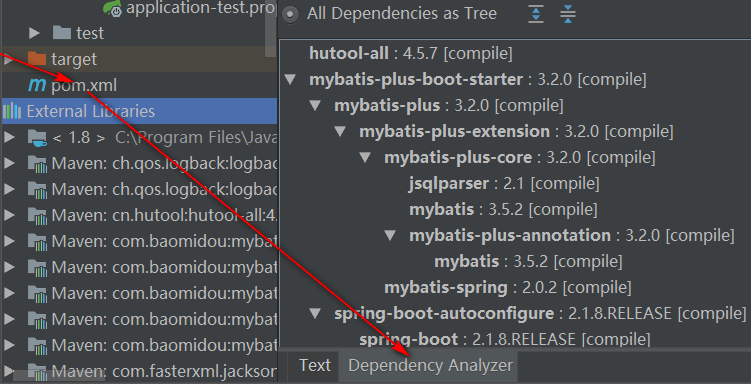 application-test.pro
test
target
pom.xml
External Libraries
< 1.8 > C:\Program Files\Java
Maven: ch.qos.logback:logba
Maven: ch.qos.logback:logba
Maven: cn.hutool:hutool-all:4.
Maven: com.baomidou:mybat
Maven: com.baomidou:mybat
Maven: com.baomidou:mybat
Maven: com.baomidou:mybat
Maven: com.baomidou:mybat
Maven: com.fasterxml.jackson
All Dependencies as Tree
hutool-all : 4.5.7 [compile]
mybatis-plus-boot-starter : 3.2.0 [compile]
mybatis-plus : 3.2.0 [compile]
mybatis-plus-extension : 3.2.0 [compile]
mybatis-plus-core : 3.2.0 [compile]
jsqlparser : 2.1 [compile]
mybatis : 3.5.2 [compile]
mybatis-plus-annotation : 3.2.0 [compile]
mybatis : 3.5.2 [compile]
mybatis-spring : 2.0.2 [compile]
spring-boot-autoconfigure : 2.1.8.RELEASE [compile]
spring-boot : 2.1.8.RELEASE [compile]
Text
Dependency Analyzer